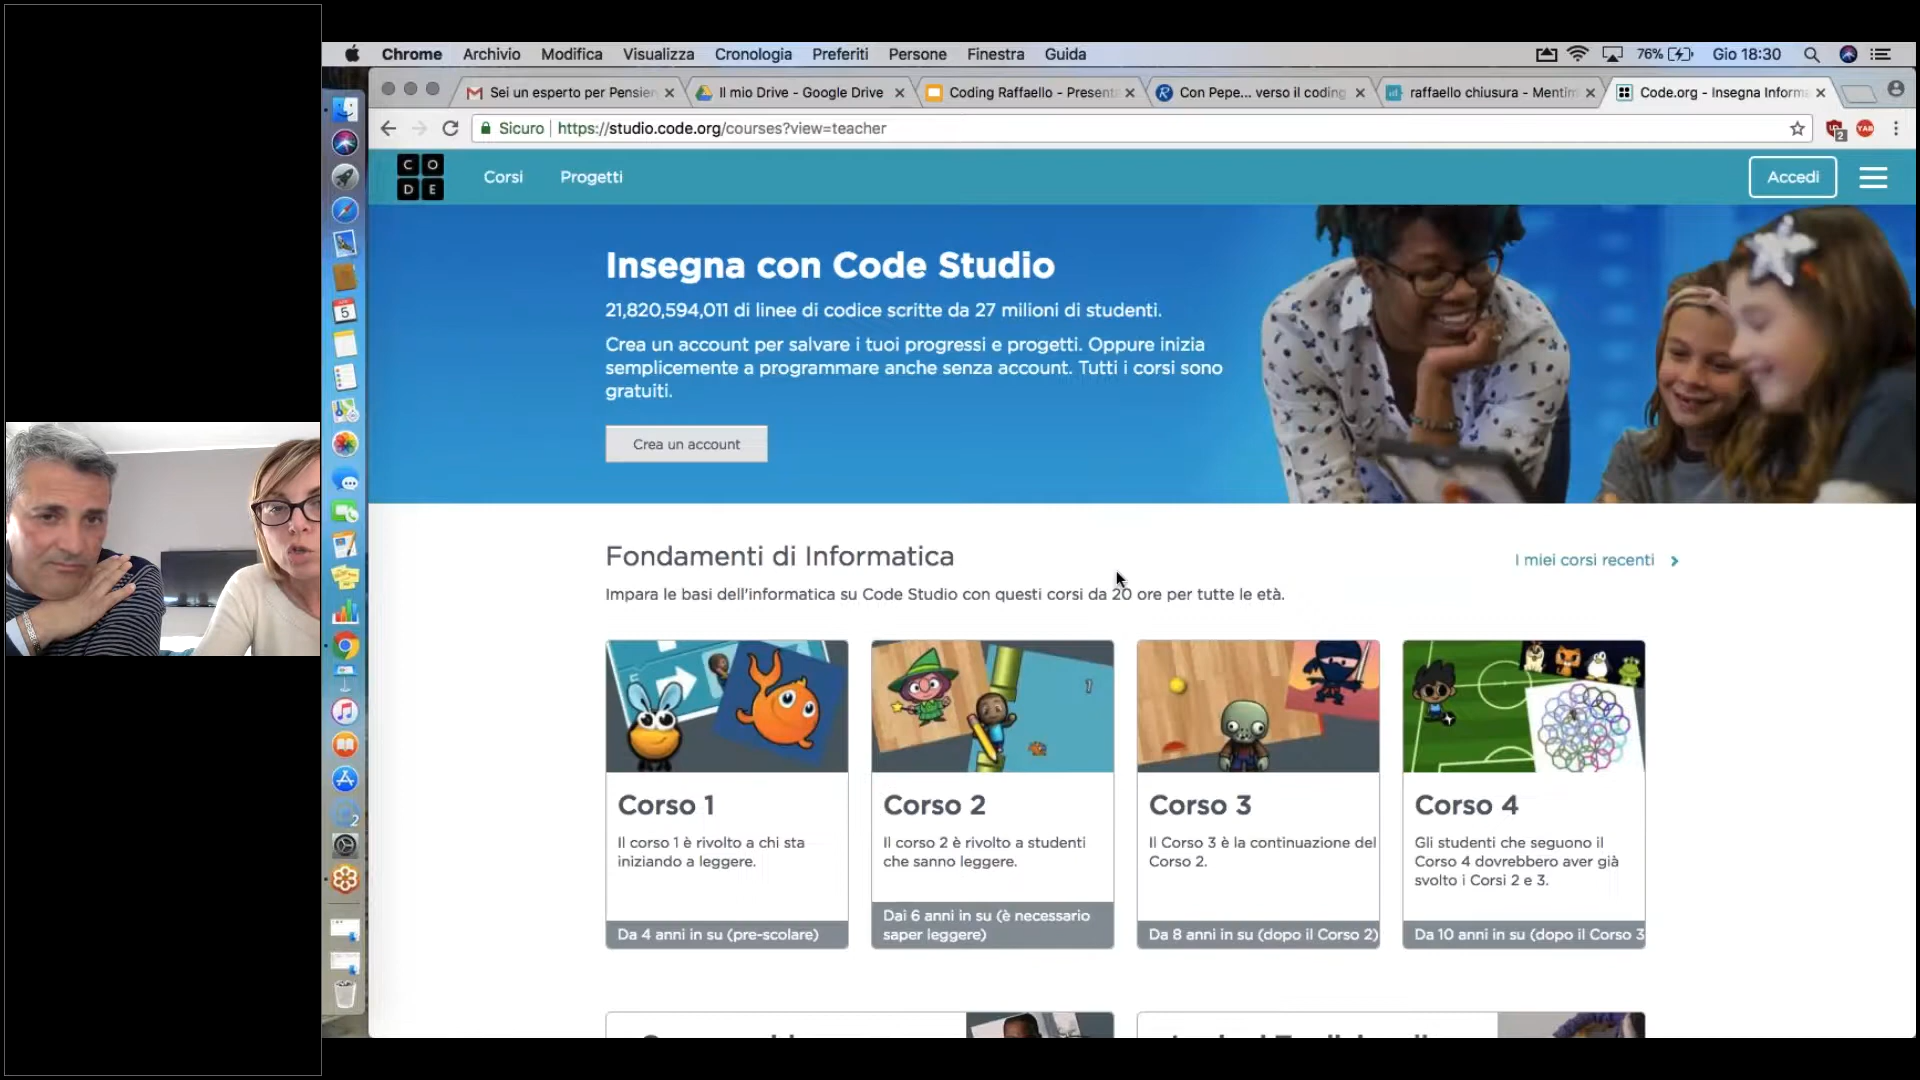 Chrome Archivio Modifica Visualizza Cronologia Preferiti Persone Finestra Guida 76% Gio 18:30
Sei un esperto per Pensier
Il mio Drive - Google Drive
Coding Raffaello - Present
Con Pepe... verso il coding
raffaello chiusura - Mentim
Code.org - Insegna Informa
Sicuro https://studio.code.org/courses?view=teacher
2
YAB
C O
D E
Corsi Progetti Accedi
Insegna con Code Studio
21,820,594,011 di linee di codice scritte da 27 milioni di studenti.
Crea un account per salvare i tuoi progressi e progetti. Oppure inizia
semplicemente a programmare anche senza account. Tutti i corsi sono
gratuiti.
Crea un account
Fondamenti di Informatica
I miei corsi recenti
Impara le basi dell'informatica su Code Studio con questi corsi da 20 ore per tutte le età.
Corso 1
Il corso 1 è rivolto a chi sta
iniziando a leggere.
Da 4 anni in su (pre-scolare)
1
Corso 2
Il corso 2 è rivolto a studenti
che sanno leggere.
Dai 6 anni in su (è necessario
saper leggere)
Corso 3
Il Corso 3 è la continuazione del
Corso 2.
Da 8 anni in su (dopo il Corso 2)
Corso 4
Gli studenti che seguono il
Corso 4 dovrebbero aver già
svolto i Corsi 2 e 3.
Da 10 anni in su (dopo il Corso 3
5
2